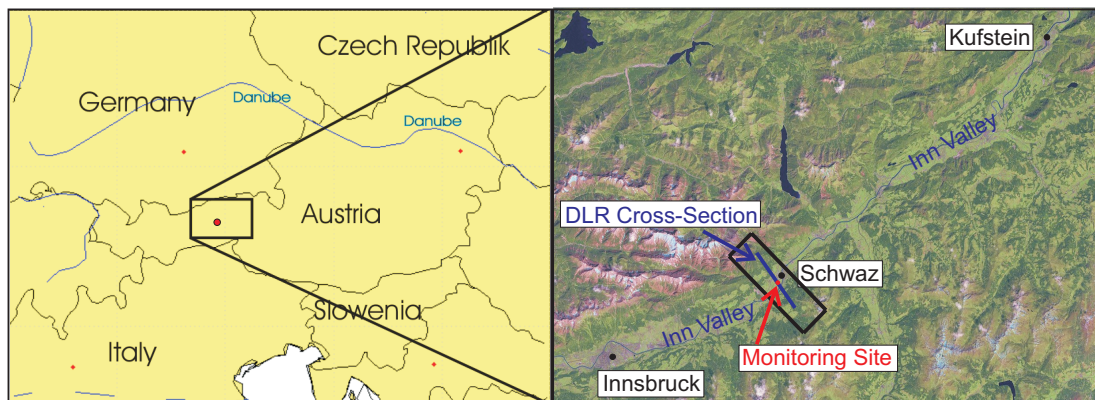 Czech Republik
Germany
Danube
Danube
Austria
Slowenia
Italy
Kufstein
Inn Valley
DLR Cross-Section
Schwaz
Inn Valley
Monitoring Site
Innsbruck